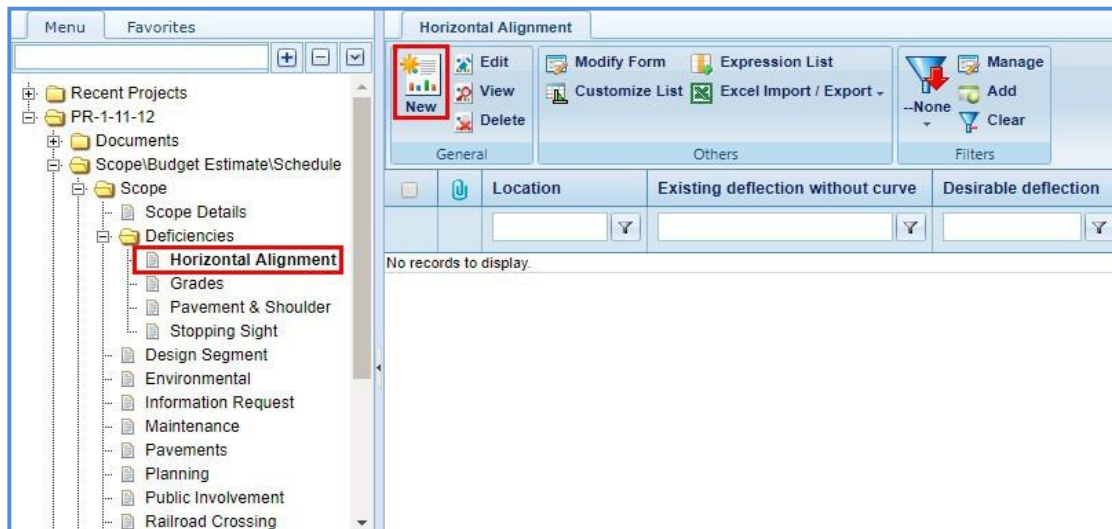 Menu Favorites
Recent Projects
PR-1-11-12
Documents
Scope\Budget Estimate\Schedule
Scope
Scope Details
Deficiencies
Horizontal Alignment
Grades
Pavement & Shoulder
Stopping Sight
Design Segment
Environmental
Information Request
Maintenance
Pavements
Planning
Public Involvement
Railroad Crossing
Horizontal Alignment
New
Edit
View
Delete
General
Modify Form Expression List
Customize List Excel Import / Export
Others
--None
Manage
Add
Clear
Filters
Location Existing deflection without curve Desirable deflection
No records to display.